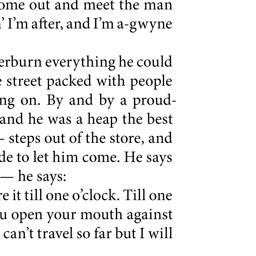 ome out and meet the man
’ I’m after, and I’m a-gwyne
erburn everything he could
e street packed with people
ng on. By and by a proud-
and he was a heap the best
– steps out of the store, and
de to let him come. He says
— he says:
e it till one o’clock. Till one
u open your mouth against
can’t travel so far but I will